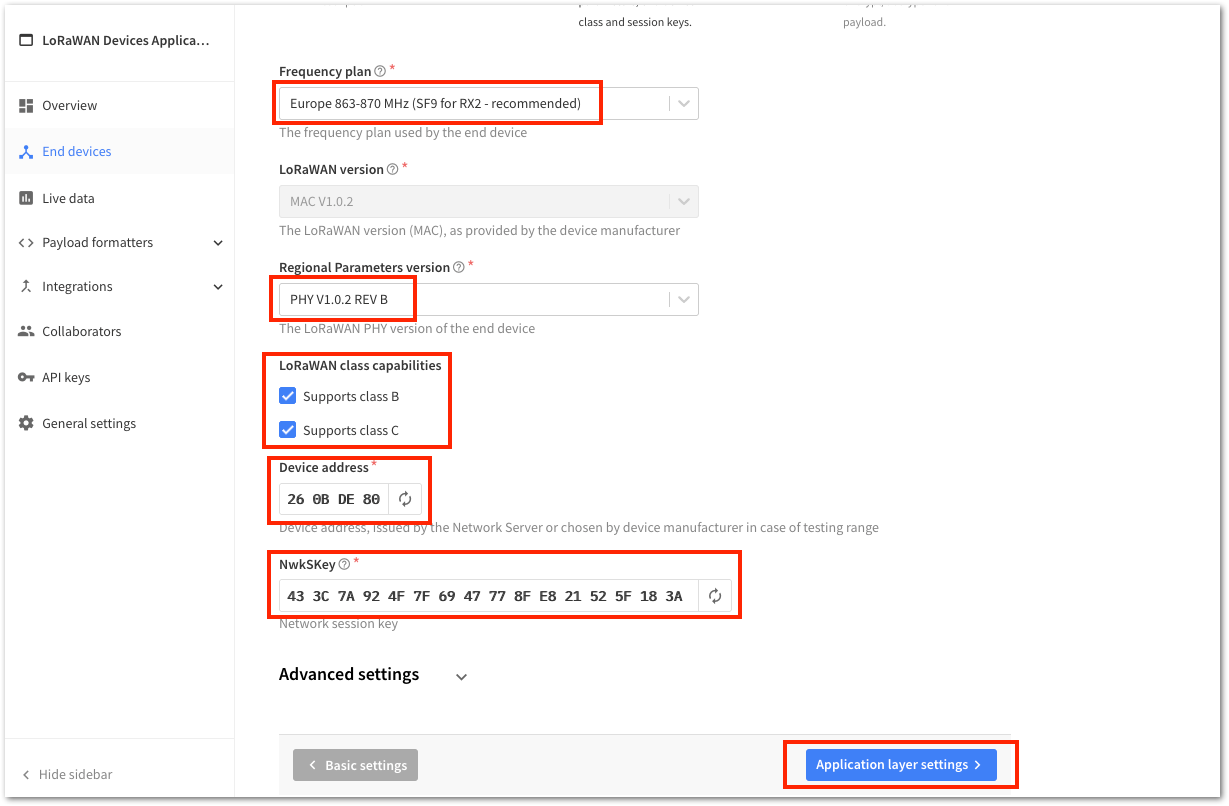 class and session keys.
payload.
LoRaWAN Devices Applica...
Overview
End devices
Live data
Payload formatters
Integrations
Collaborators
API keys
General settings
Hide sidebar
Frequency plan *
Europe 863-870 MHz (SF9 for RX2 - recommended)
The frequency plan used by the end device
LoRaWAN version *
MAC V1.0.2
The LoRaWAN version (MAC), as provided by the device manufacturer
Regional Parameters version *
PHY V1.0.2 REV B
The LoRaWAN PHY version of the end device
LoRaWAN class capabilities
Supports class B
Supports class C
Device address *
26 0B DE 80
Device address, issued by the Network Server or chosen by device manufacturer in case of testing range
NwkSKey *
43 3C 7A 92 4F 7F 69 47 77 8F E8 21 52 5F 18 3A
Network session key
Advanced settings
Basic settings
Application layer settings